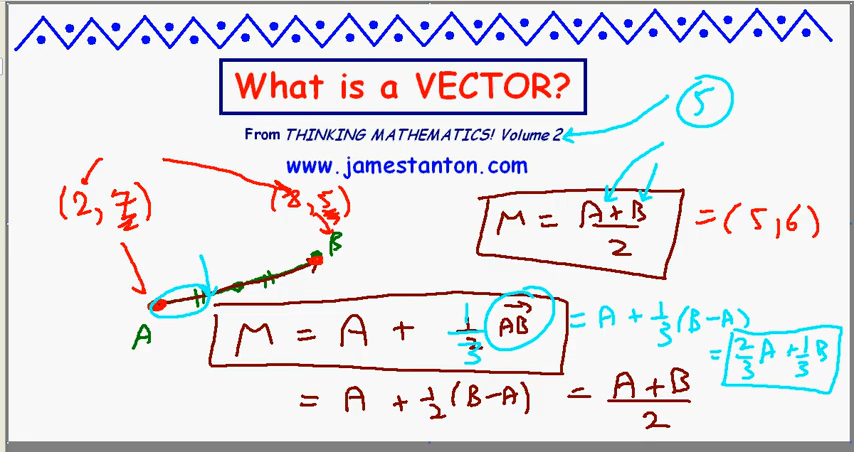 What is a VECTOR?
5
From THINKING MATHEMATICS! Volume 2
www.jamestanton.com
(2, 7)
(8, 5)
B
A
M = A+B/2 = (5,6)
M = A + 1/3 AB→ = A + 1/3 (B-A)
= 2/3 A + 1/3 B
= A + 1/2 (B-A) = A+B/2